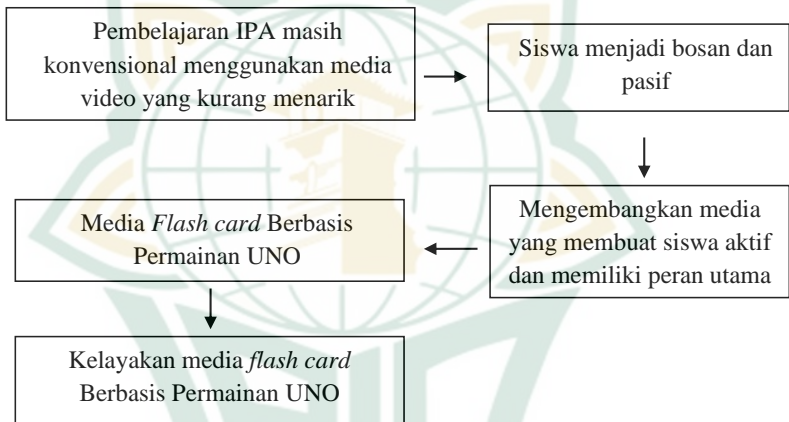 Pembelajaran IPA masih
konvensional menggunakan media
video yang kurang menarik
Siswa menjadi bosan dan
pasif
Mengembangkan media
yang membuat siswa aktif
dan memiliki peran utama
Media Flash card Berbasis
Permainan UNO
Kelayakan media flash card
Berbasis Permainan UNO